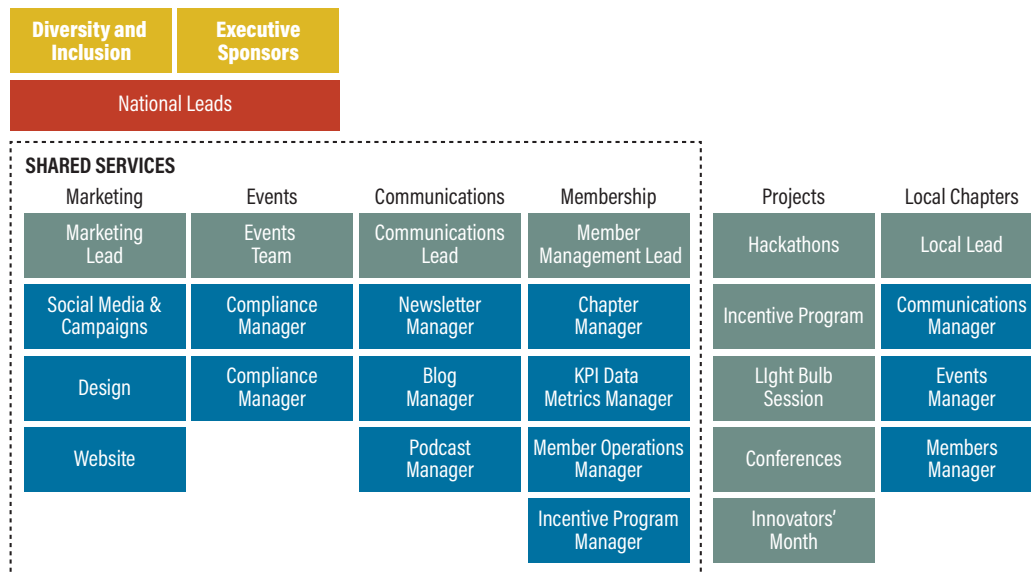 Diversity and
Inclusion
Executive
Sponsors
National Leads
SHARED SERVICES
Marketing
Marketing
Lead
Social Media &
Campaigns
Design
Website
Events
Events
Team
Compliance
Manager
Compliance
Manager
Communications
Communications
Lead
Newsletter
Manager
Blog
Manager
Podcast
Manager
Membership
Member
Management Lead
Chapter
Manager
KPI Data
Metrics Manager
Member Operations
Manager
Incentive Program
Manager
Projects
Hackathons
Incentive Program
LIght Bulb
Session
Conferences
Innovators'
Month
Local Chapters
Local Lead
Communications
Manager
Events
Manager
Members
Manager